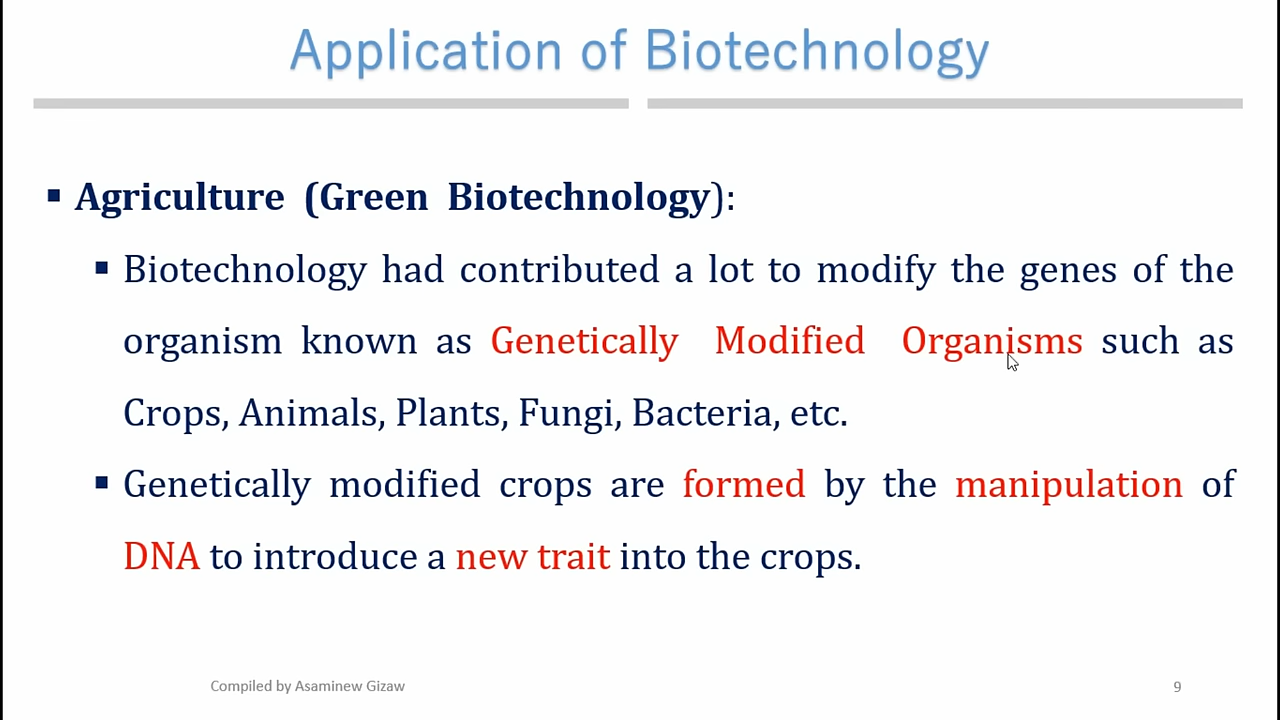 Application of Biotechnology
▪ Agriculture (Green Biotechnology):
▪ Biotechnology had contributed a lot to modify the genes of the
organism known as Genetically Modified Organisms such as
Crops, Animals, Plants, Fungi, Bacteria, etc.
▪ Genetically modified crops are formed by the manipulation of
DNA to introduce a new trait into the crops.
Compiled by Asaminew Gizaw
9